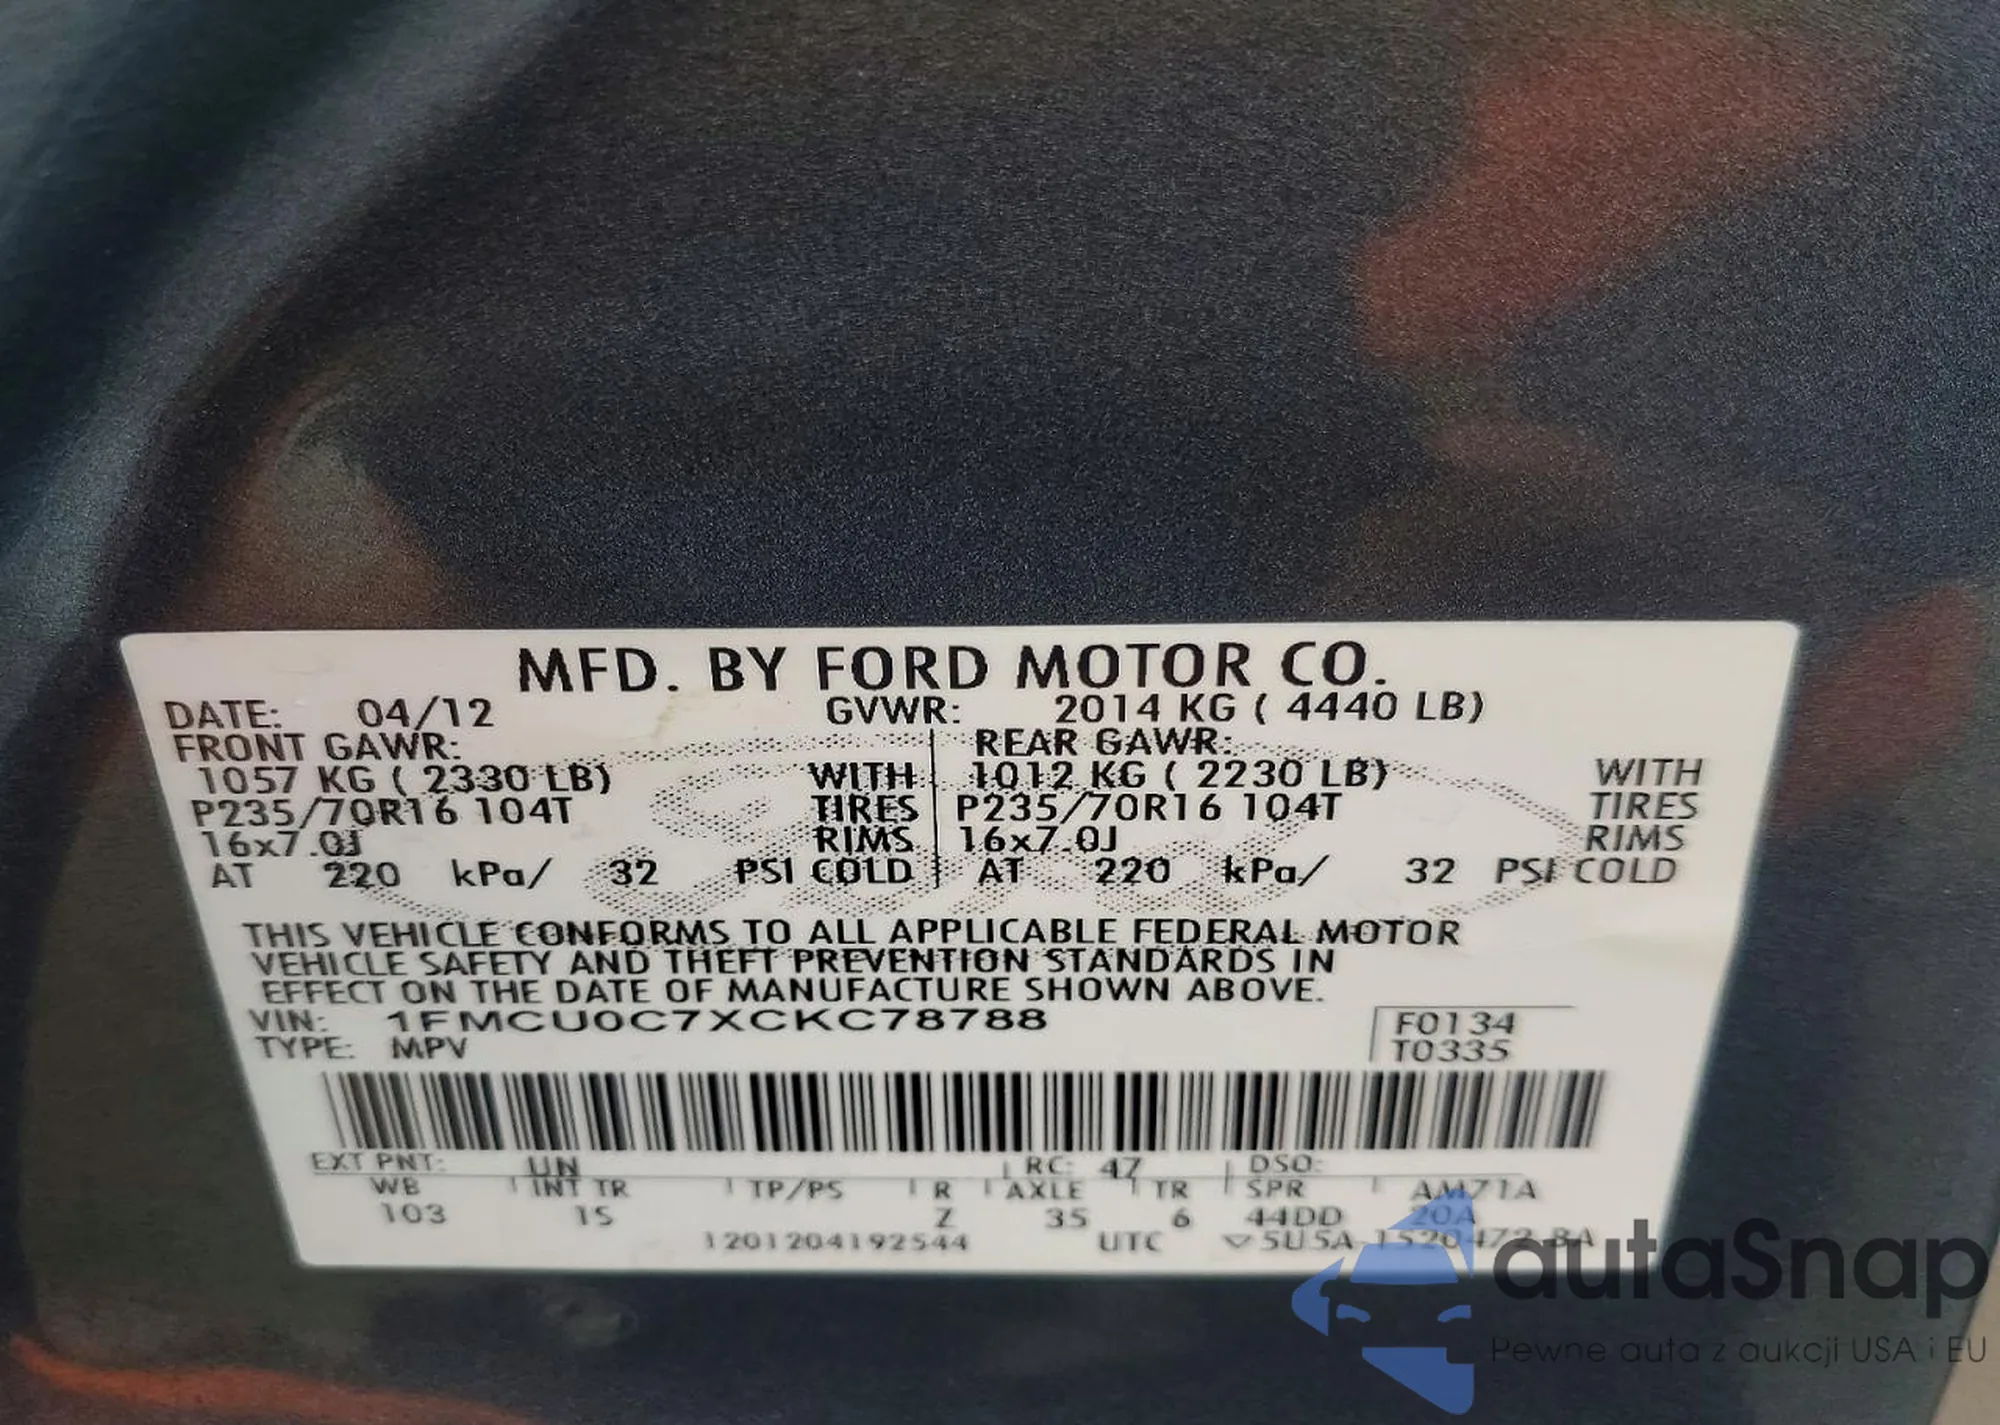 MFD. BY FORD MOTOR CO.
DATE: 04/12 GVWR: 2014 KG ( 4440 LB)
FRONT GAWR: REAR GAWR:
1057 KG ( 2330 LB) WITH 1012 KG ( 2230 LB) WITH
P235/70R16 104T TIRES P235/70R16 104T TIRES
16x7.0J RIMS 16x7.0J RIMS
AT 220 kPa/ 32 PSI COLD AT 220 kPa/ 32 PSI COLD
THIS VEHICLE CONFORMS TO ALL APPLICABLE FEDERAL MOTOR
VEHICLE SAFETY AND THEFT PREVENTION STANDARDS IN
EFFECT ON THE DATE OF MANUFACTURE SHOWN ABOVE.
VIN: 1FMCU0C7XCKC78788 F0134
TYPE: MPV T0335
EXT PNT: UN RC: 47 DSO:
WB INT TR TP/PS R AXLE TR SPR AM71A
103 IS Z 35 6 44DD 20A
1201204192544 UTC ▽ 5U5A-1520472-BA
autaSnap
Pewne auta z aukcji USA i EU